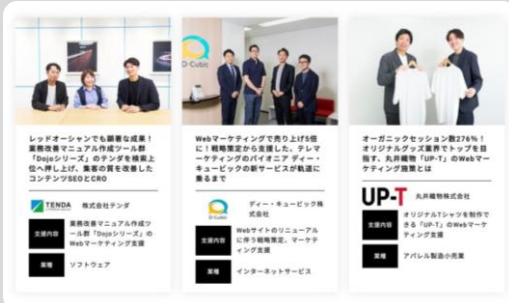 レッドオーシャンでも顕著な成果！
業務改善マニュアル作成ツール群
「Dojoシリーズ」のテンダを検索上
位へ押し上げ、集客の質を改善した
コンテンツSEOとCRO
TENDA
株式会社テンダ
支援内容
業務改善マニュアル作成ツ
ール群「Dojoシリーズ」の
Webマーケティング支援
業種
ソフトウェア
D-Cubic
Webマーケティングで売り上げ5倍
に！戦略策定から支援した、テレマ
ーケティングのパイオニア ディー・
キュービックの新サービスが軌道に
乗るまで
D-Cubic
ディー・キュービック株
式会社
支援内容
Webサイトのリニューアル
に伴う戦略策定、マーケテ
ィング支援
業種
インターネットサービス
オーガニックセッション数276%！
オリジナルグッズ業界でトップを目
指す、丸井織物「UP-T」のWebマー
ケティング施策とは
UP-T
丸井織物株式会社
支援内容
オリジナルTシャツを制作で
きる「UP-T」のWebマーケ
ティング支援
業種
アパレル製造小売業